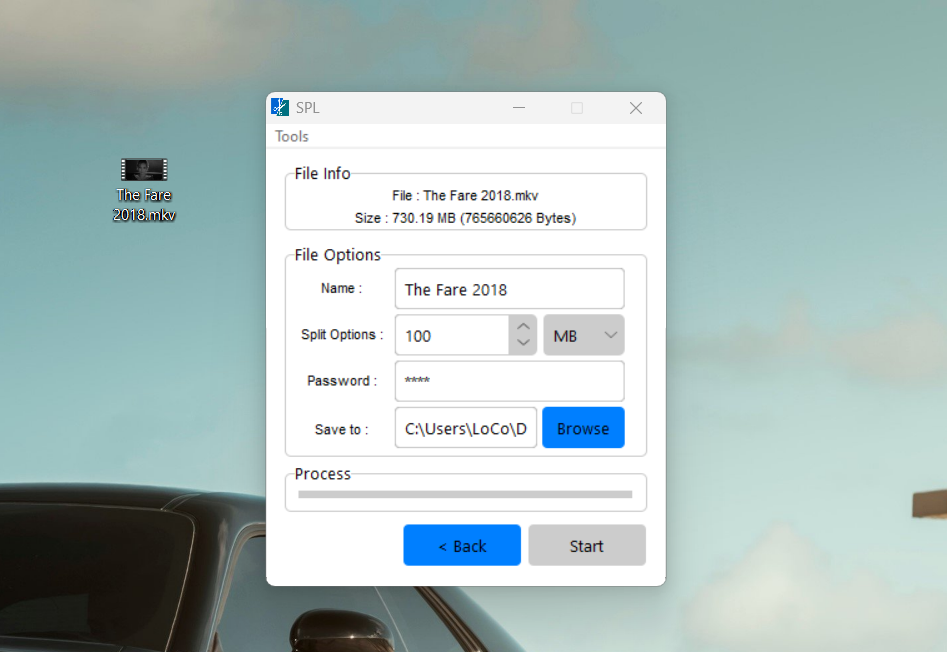 SPL
Tools
The Fare
2018.mkv
File Info
File : The Fare 2018.mkv
Size : 730.19 MB (765660626 Bytes)
File Options
Name :
The Fare 2018
Split Options :
100
MB
Password :
****
Save to :
C:\Users\LoCo\D
Browse
Process
< Back
Start